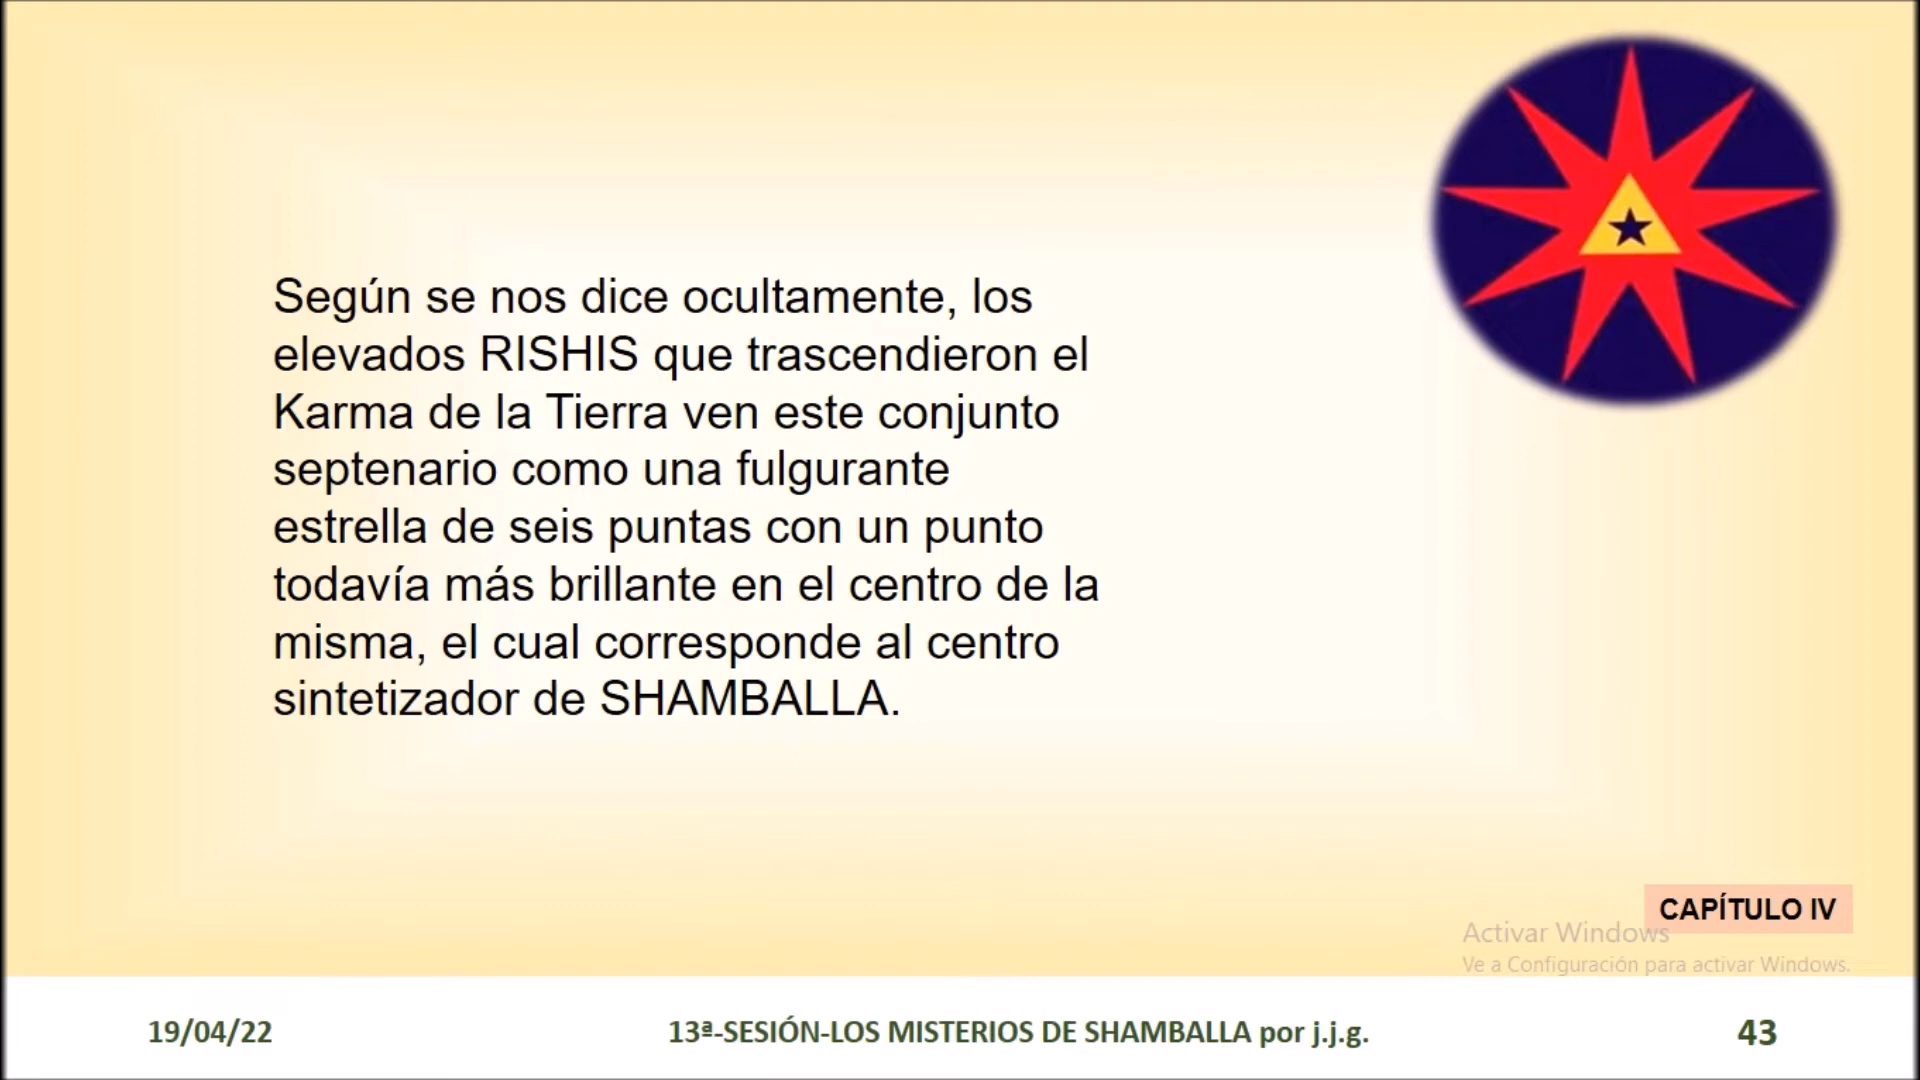 Según se nos dice ocultamente, los
elevados RISHIS que trascendieron el
Karma de la Tierra ven este conjunto
septenario como una fulgurante
estrella de seis puntas con un punto
todavía más brillante en el centro de la
misma, el cual corresponde al centro
sintetizador de SHAMBALLA.
CAPÍTULO IV
Activar Windows
Ve a Configuración para activar Windows.
19/04/22
13ª-SESIÓN-LOS MISTERIOS DE SHAMBALLA por j.j.g.
43